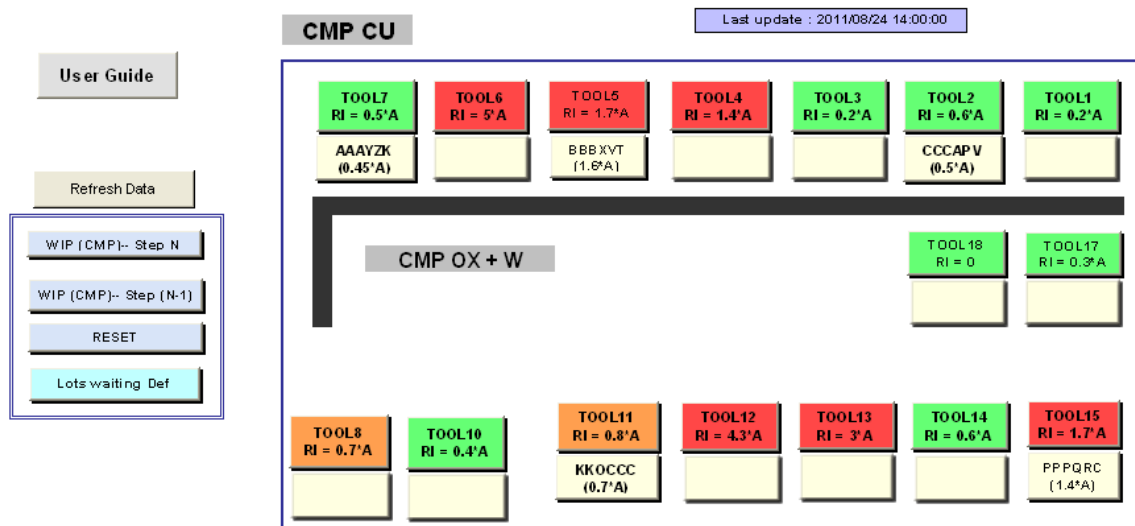 Last update : 2011/08/24 14:00:00
CMP CU
User Guide
TOOL7
RI = 0.5*A
TOOL6
RI = 5*A
TOOL5
RI = 1.7*A
TOOL4
RI = 1.4*A
TOOL3
RI = 0.2*A
TOOL2
RI = 0.6*A
TOOL1
RI = 0.2*A
AAAYZK
(0.45*A)
BBBXVT
(1.6*A)
CCCAPV
(0.5*A)
Refresh Data
WIP (CMP)-- Step N
WIP (CMP)-- Step (N-1)
RESET
Lots waiting Def
CMP OX + W
TOOL18
RI = 0
TOOL17
RI = 0.3*A
TOOL8
RI = 0.7*A
TOOL10
RI = 0.4*A
TOOL11
RI = 0.8*A
TOOL12
RI = 4.3*A
TOOL13
RI = 3*A
TOOL14
RI = 0.6*A
TOOL15
RI = 1.7*A
KKOCCC
(0.7*A)
PPPQRC
(1.4*A)